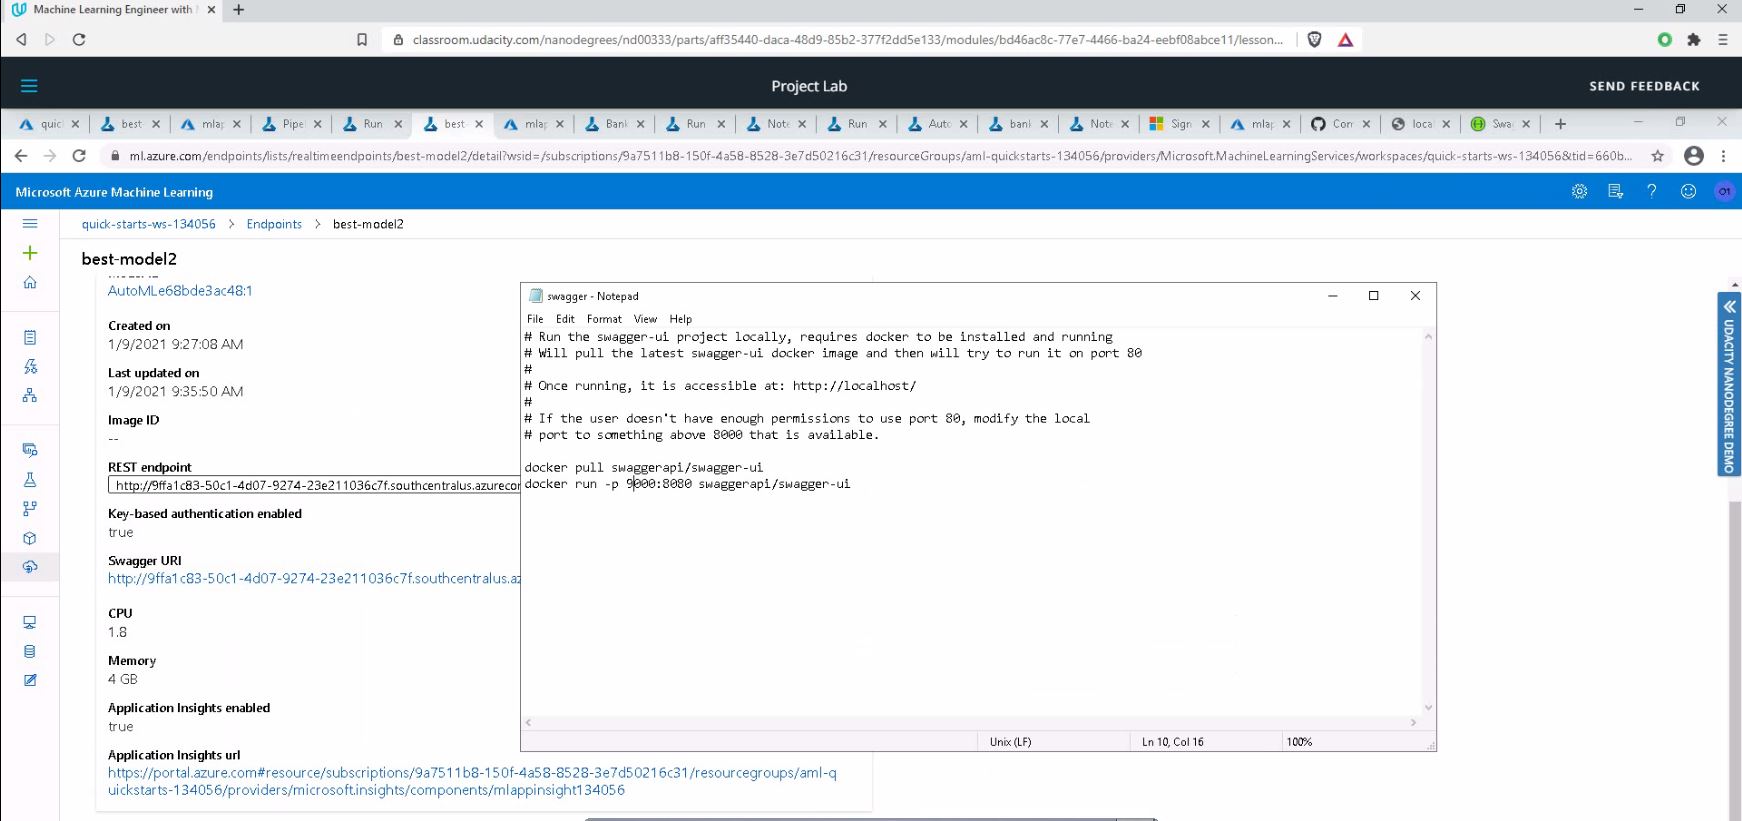 Machine Learning Engineer with
classroom.udacity.com/nanodegrees/nd00333/parts/aff35440-daca-48d9-85b2-377f2dd5e133/modules/bd46ac8c-77e7-4466-ba24-eebf08abce11/lesson...
Project Lab
SEND FEEDBACK
quic best- mlap Pipel Run best- mlap Bank Run Note Run Auto bank Note Sign mlap Com loca Swa
ml.azure.com/endpoints/lists/realtimeendpoints/best-model2/detail?wsid=/subscriptions/9a7511b8-150f-4a58-8528-3e7d50216c31/resourceGroups/aml-quickstarts-134056/providers/Microsoft.MachineLearningServices/workspaces/quick-starts-ws-134056&tid=660b...
Microsoft Azure Machine Learning
O1
quick-starts-ws-134056 > Endpoints > best-model2
best-model2
AutoMLe68bde3ac48:1
Created on
1/9/2021 9:27:08 AM
Last updated on
1/9/2021 9:35:50 AM
Image ID
--
REST endpoint
http://9ffa1c83-50c1-4d07-9274-23e211036c7f.southcentralus.azurecon
Key-based authentication enabled
true
Swagger URI
http://9ffa1c83-50c1-4d07-9274-23e211036c7f.southcentralus.az
CPU
1.8
Memory
4 GB
Application Insights enabled
true
Application Insights url
https://portal.azure.com#resource/subscriptions/9a7511b8-150f-4a58-8528-3e7d50216c31/resourcegroups/aml-q
uickstarts-134056/providers/microsoft.insights/components/mlappinsight134056
swagger - Notepad
File Edit Format View Help
# Run the swagger-ui project locally, requires docker to be installed and running
# Will pull the latest swagger-ui docker image and then will try to run it on port 80
#
# Once running, it is accessible at: http://localhost/
#
# If the user doesn't have enough permissions to use port 80, modify the local
# port to something above 8000 that is available.
docker pull swaggerapi/swagger-ui
docker run -p 9000:8080 swaggerapi/swagger-ui
Unix (LF)
Ln 10, Col 16
100%
UDACITY NANODEGREE DEMO